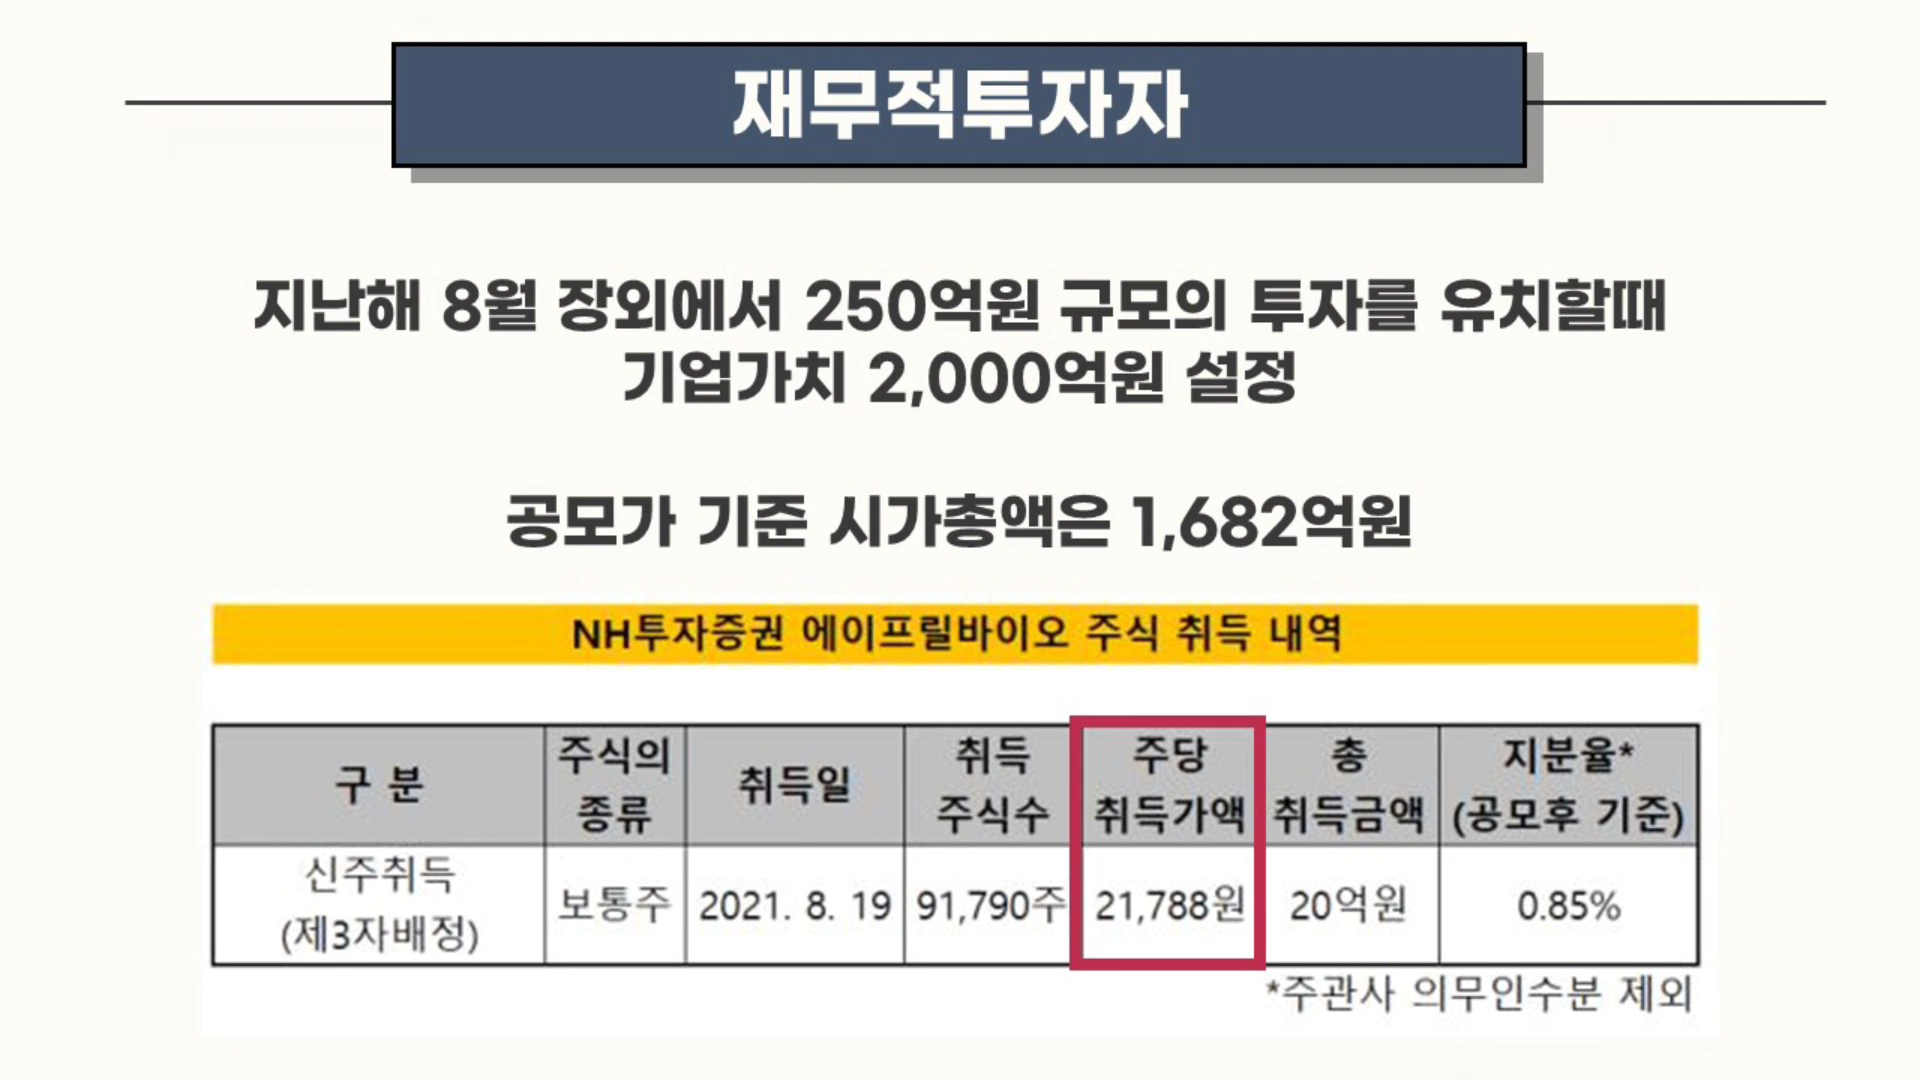 재무적투자자
지난해 8월 장외에서 250억원 규모의 투자를 유치할때
기업가치 2,000억원 설정
공모가 기준 시가총액은 1,682억원
NH투자증권 에이프릴바이오 주식 취득 내역
구 분
주식의
종류
취득일
취득
주식수
주당
취득가액
총
취득금액
지분율*
(공모후 기준)
신주취득
(제3자배정)
보통주
2021. 8. 19
91,790주
21,788원
20억원
0.85%
*주관사 의무인수분 제외